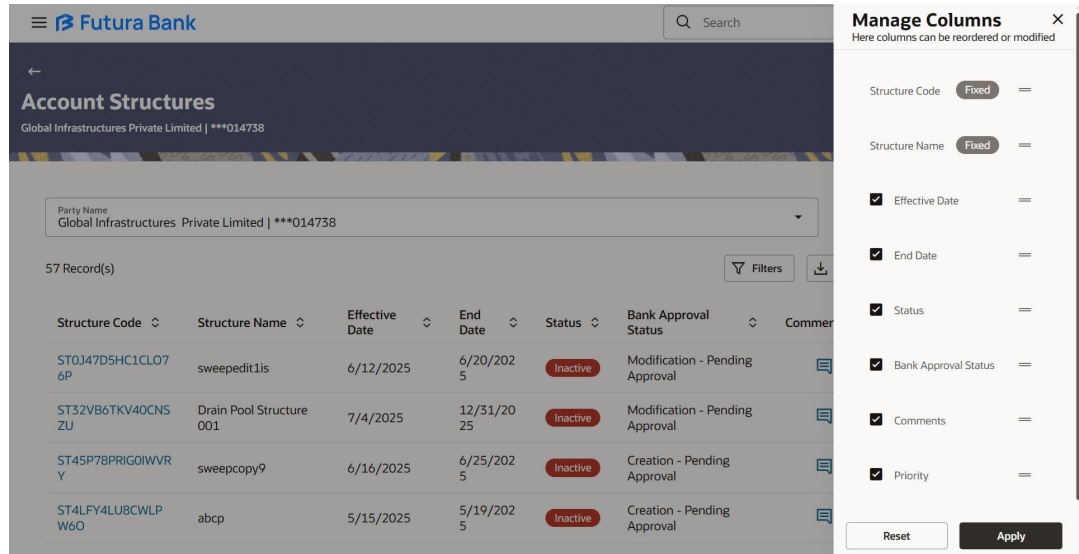 Futura Bank
Search
Account Structures
Global Infrastructures Private Limited | ***014738
Party Name
Global Infrastructures Private Limited | ***014738
57 Record(s)
Filters
Structure Code
Structure Name
Effective
Date
End
Date
Status
Bank Approval
Status
Commen
ST0J47D5HC1CLO7
6P
sweepedit1is
6/12/2025
6/20/202
5
Inactive
Modification - Pending
Approval
ST32VB6TKV40CNS
ZU
Drain Pool Structure
001
7/4/2025
12/31/20
25
Inactive
Modification - Pending
Approval
ST45P78PRIG0IWVR
Y
sweepcopy9
6/16/2025
6/25/202
5
Inactive
Creation - Pending
Approval
ST4LFY4LU8CWLP
W6O
abcp
5/15/2025
5/19/202
5
Inactive
Creation - Pending
Approval
Manage Columns
Here columns can be reordered or modified
Structure Code Fixed
Structure Name Fixed
Effective Date
End Date
Status
Bank Approval Status
Comments
Priority
Reset
Apply